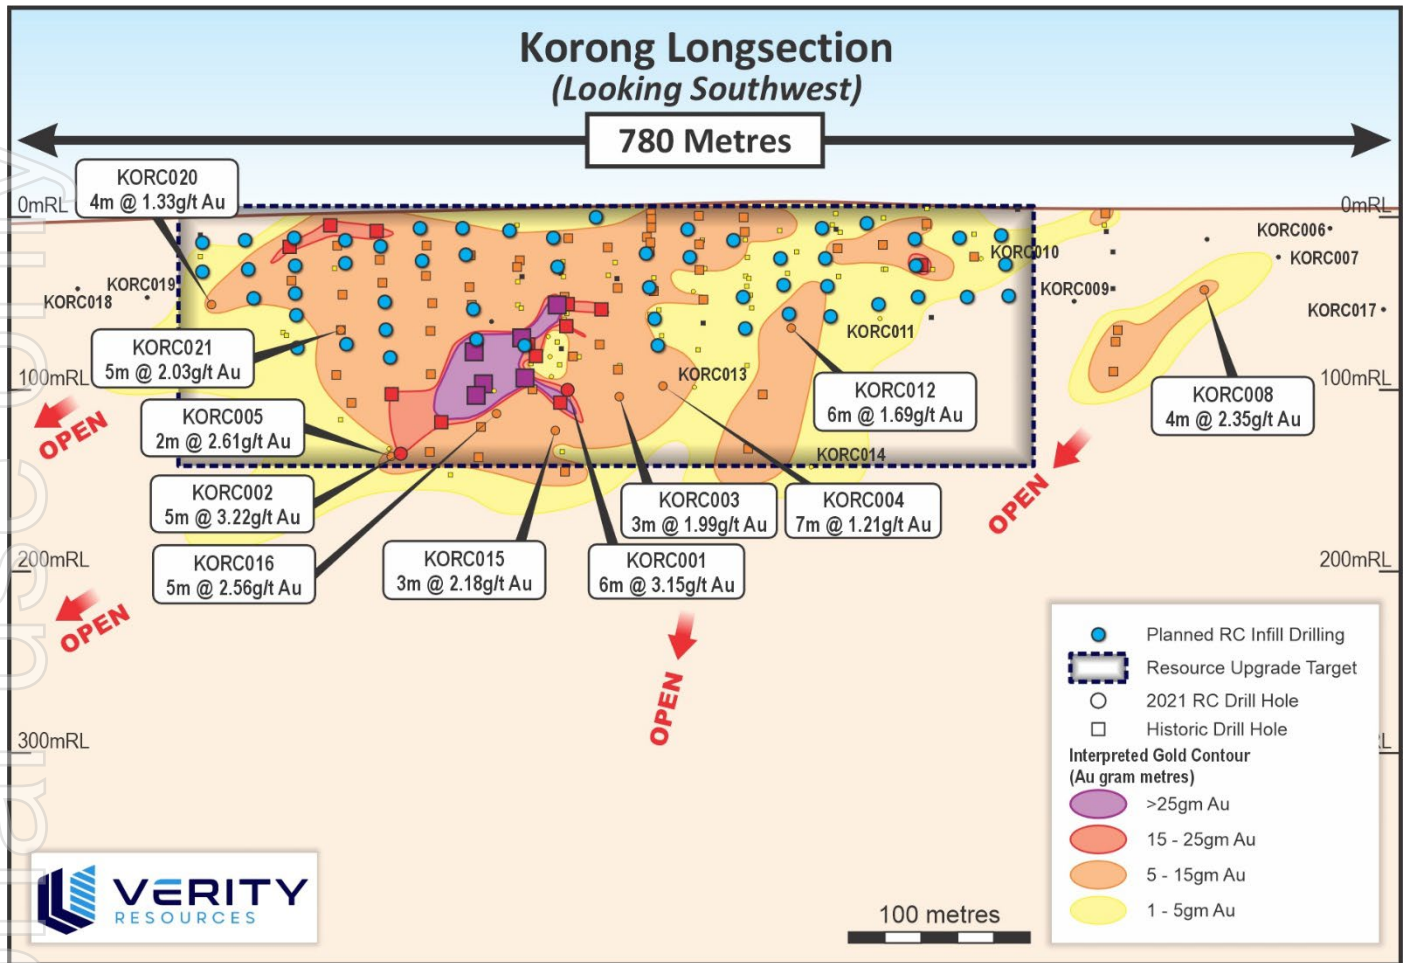 Korong Longsection
(Looking Southwest)
780 Metres
KORC020
4m @ 1.33g/t Au
0mRL
0mRL
KORC006
KORC010
KORC007
KORC019
KORC018
KORC009
KORC017
KORC011
KORC021
5m @ 2.03g/t Au
KORC013
100mRL
100mRL
KORC012
6m @ 1.69g/t Au
KORC008
4m @ 2.35g/t Au
OPEN
KORC005
2m @ 2.61g/t Au
KORC014
KORC002
5m @ 3.22g/t Au
KORC003
3m @ 1.99g/t Au
KORC004
7m @ 1.21g/t Au
OPEN
200mRL
200mRL
KORC016
5m @ 2.56g/t Au
KORC015
3m @ 2.18g/t Au
KORC001
6m @ 3.15g/t Au
OPEN
OPEN
300mRL
Planned RC Infill Drilling
Resource Upgrade Target
2021 RC Drill Hole
Historic Drill Hole
Interpreted Gold Contour
(Au gram metres)
>25gm Au
15 - 25gm Au
5 - 15gm Au
1 - 5gm Au
VERITY
RESOURCES
100 metres